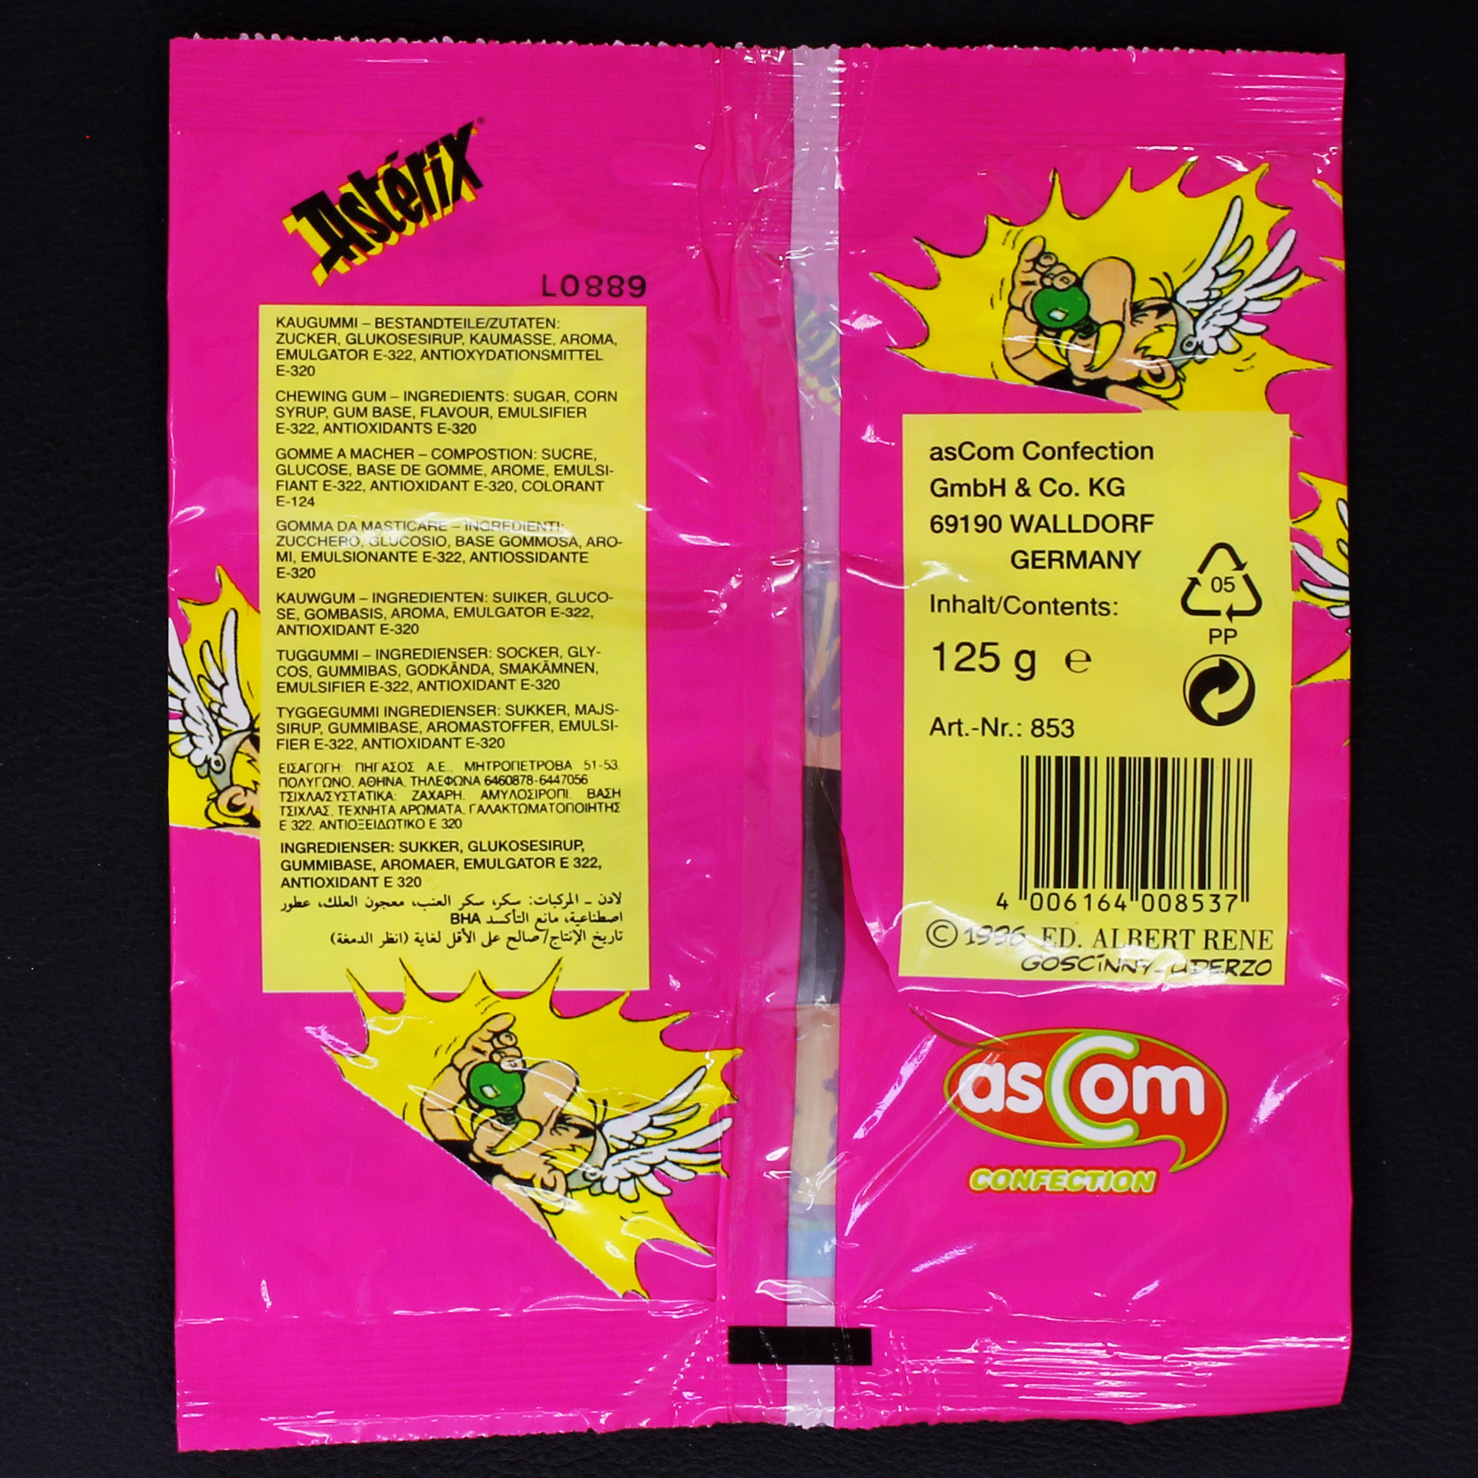 Astérix
L0889
KAUGUMMI – BESTANDTEILE/ZUTATEN:
ZUCKER, GLUKOSESIRUP, KAUMASSE, AROMA,
EMULGATOR E-322, ANTIOXYDATIONSMITTEL
E-320
CHEWING GUM – INGREDIENTS: SUGAR, CORN
SYRUP, GUM BASE, FLAVOUR, EMULSIFIER
E-322, ANTIOXIDANTS E-320
GOMME A MACHER – COMPOSTION: SUCRE,
GLUCOSE, BASE DE GOMME, AROME, EMULSI-
FIANT E-322, ANTIOXIDANT E-320, COLORANT
E-124
GOMMA DA MASTICARE – INGREDIENTI:
ZUCCHERO, GLUCOSIO, BASE GOMMOSA, ARO-
MI, EMULSIONANTE E-322, ANTIOSSIDANTE
E-320
KAUWGUM – INGREDIENTEN: SUIKER, GLUCO-
SE, GOMBASIS, AROMA, EMULGATOR E-322,
ANTIOXIDANT E-320
TUGGUMMI – INGREDIENSER: SOCKER, GLY-
COS, GUMMIBAS, GODKÄNDA, SMAKÄMNEN,
EMULSIFIER E-322, ANTIOXIDANT E-320
TYGGEGUMMI INGREDIENSER: SUKKER, MAJS-
SIRUP, GUMMIBASE, AROMASTOFFER, EMULSI-
FIER E-322, ANTIOXIDANT E-320
ΕΙΣΑΓΩΓΗ: ΠΗΓΑΣΟΣ Α.Ε. ΜΗΤΡΟΠΕΤΡΟΒΑ 51-53
ΠΟΛΥΓΩΝΟ, ΑΘΗΝΑ, ΤΗΛΕΦΩΝΑ 6460878-6447056
ΤΣΙΧΛΑ/ΣΥΣΤΑΤΙΚΑ: ΖΑΧΑΡΗ, ΑΜΥΛΟΣΙΡΟΠΙ, ΒΑΣΗ
ΤΣΙΧΛΑΣ, ΤΕΧΝΗΤΑ ΑΡΩΜΑΤΑ, ΓΑΛΑΚΤΩΜΑΤΟΠΟΙΗΤΗΣ
Ε 322, ΑΝΤΙΟΞΕΙΔΩΤΙΚΟ Ε 320
INGREDIENSER: SUKKER, GLUKOSESIRUP,
GUMMIBASE, AROMAER, EMULGATOR E 322,
ANTIOXIDANT E 320
لادن – المركبات: سكر، سكر العنب، معجون العلك، عطور
اصطناعية، مانع التأكسد BHA
تاريخ الإنتاج/صالح على الأقل لغاية (انظر الدمغة)
asCom Confection
GmbH & Co. KG
69190 WALLDORF
GERMANY
Inhalt/Contents:
125 g ℮
05
PP
Art.-Nr.: 853
4 006164 008537
© 1996 ED. ALBERT RENE
GOSCINNY-UDERZO
asCom
CONFECTION